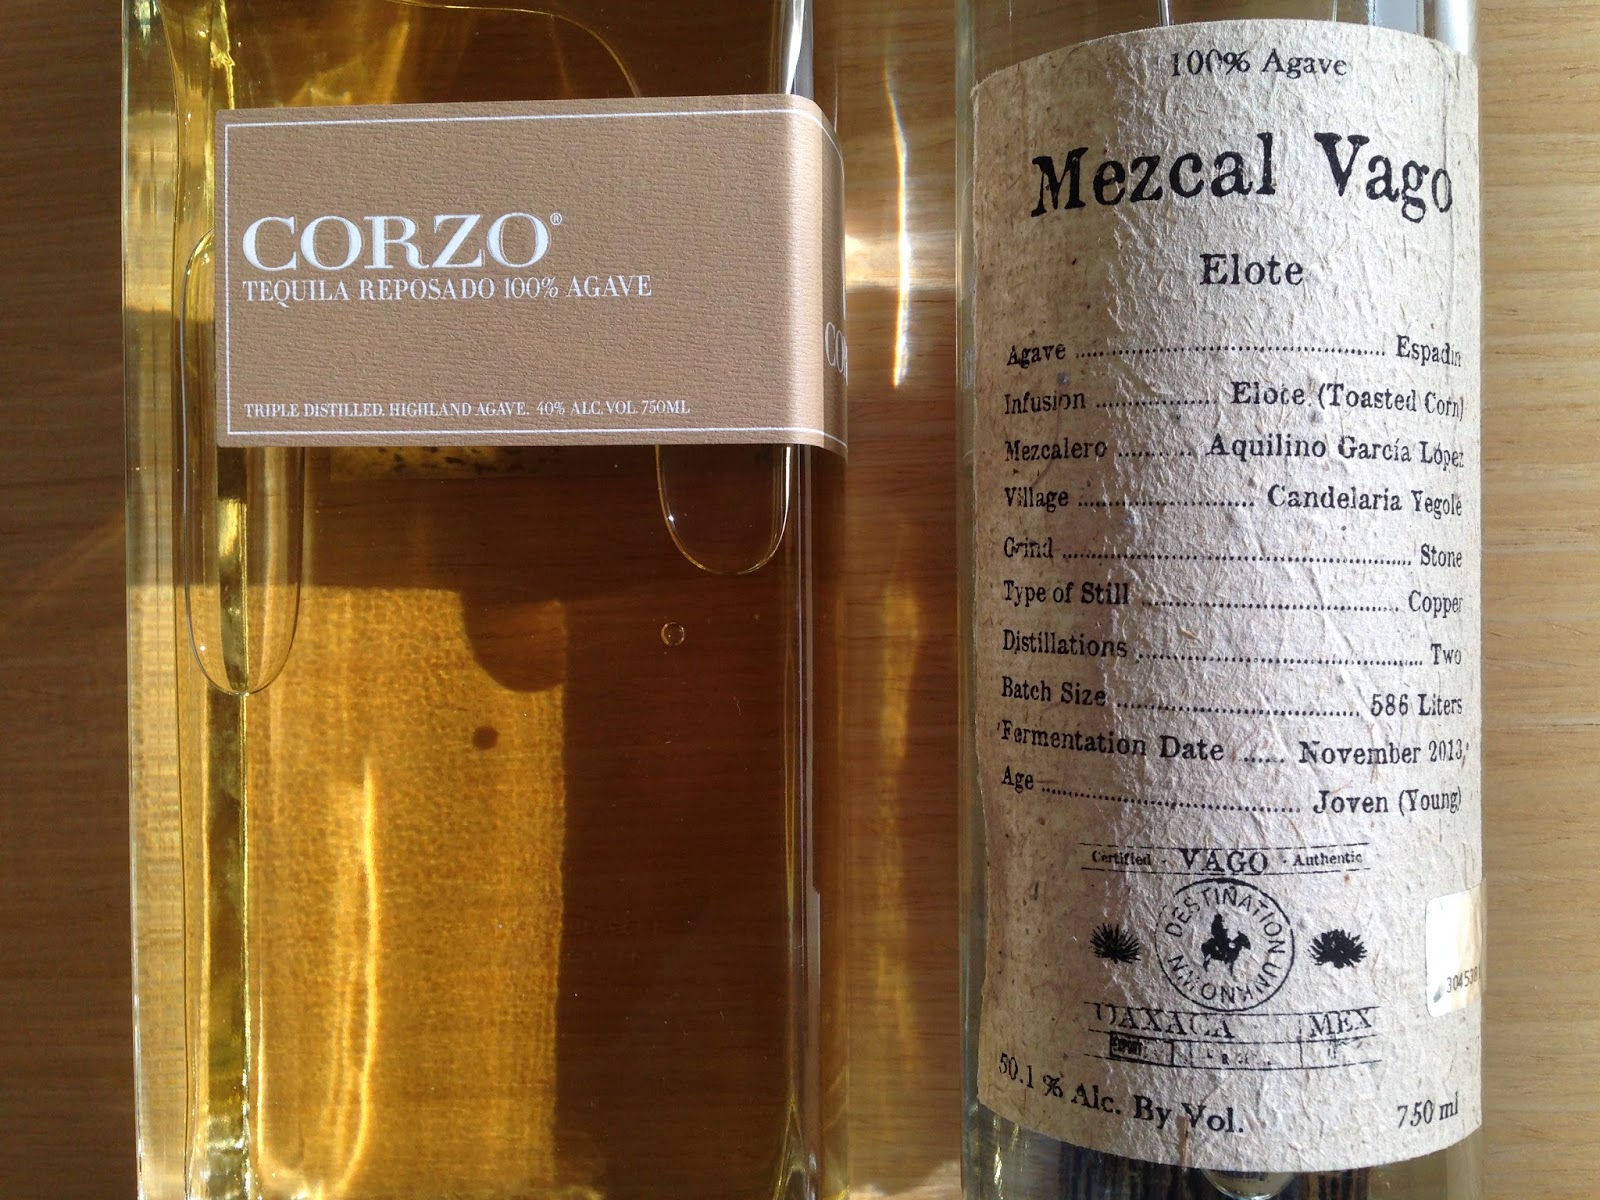 CORZO®
TEQUILA REPOSADO 100% AGAVE
TRIPLE DISTILLED. HIGHLAND AGAVE. 40% ALC. VOL. 750ML
100% Agave
Mezcal Vago
Elote
Agave ........ Espadin
Infusion ........ Elote (Toasted Corn)
Mezcalero ........ Aquilino García López
Village ........ Candelaria Yegolé
Grind ........ Stone
Type of Still ........ Copper
Distillations ........ Two
Batch Size ........ 586 Liters
Fermentation Date ...... November 2013
Age ........ Joven (Young)
Certified - VAGO - Authentic
DESTINATION UNKNOWN
OAXACA MEX
EXPORT
50.1 % Alc. By Vol.
750 ml